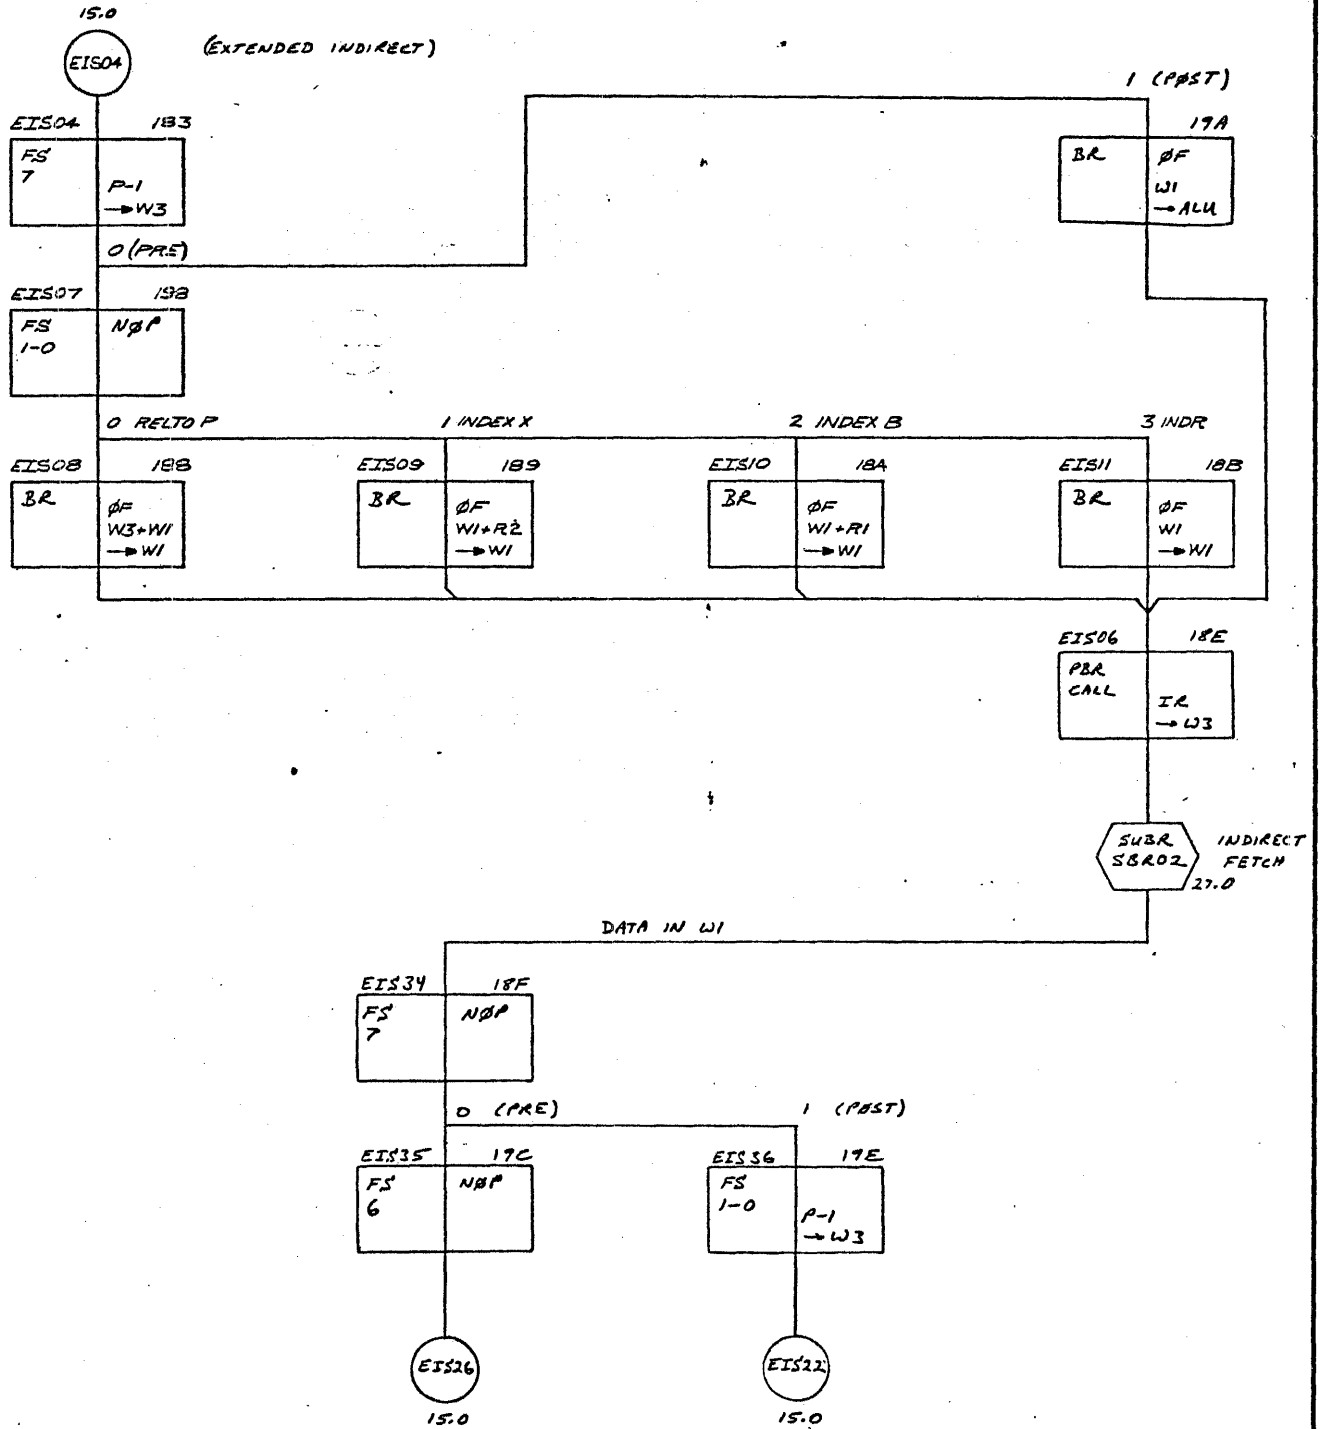 15.0
EIS04
(EXTENDED INDIRECT)
1 (PØST)
EIS04 1B3
FS
7
P-1
→W3
19A
BR
ØF
W1
→ALU
0 (PRE)
EIS07 198
FS
1-0
NØP
0 RELTO P
1 INDEX X
2 INDEX B
3 INDR
EIS08 188
BR
ØF
W3+W1
→W1
EIS09 189
BR
ØF
W1+R2
→W1
EIS10 18A
BR
ØF
W1+R1
→W1
EIS11 18B
BR
ØF
W1
→W1
EIS06 18E
PBR
CALL
IR
→W3
SUBR
SBR02
INDIRECT
FETCH
27.0
DATA IN W1
EIS34 18F
FS
7
NØP
0 (PRE)
1 (PØST)
EIS35 19C
FS
6
NØP
EIS36 19E
FS
1-0
P-1
→W3
EIS26
15.0
EIS22
15.0